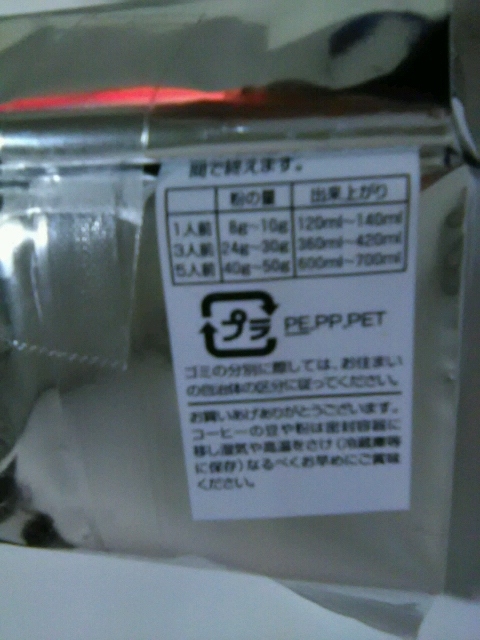 間で終えます。
粉の量 出来上がり
1人前 8g~10g 120ml~140ml
3人前 24g~30g 360ml~420ml
5人前 40g~50g 600ml~700ml
プラ PE,PP,PET
ゴミの分別に際しては、お住まい
の自治体の区分に従ってください。
お買いあげありがとうございます。
コーヒーの豆や粉は密封容器に
移し湿気や高温をさけ(冷蔵庫等
に保存)なるべくお早めにご賞味
ください。